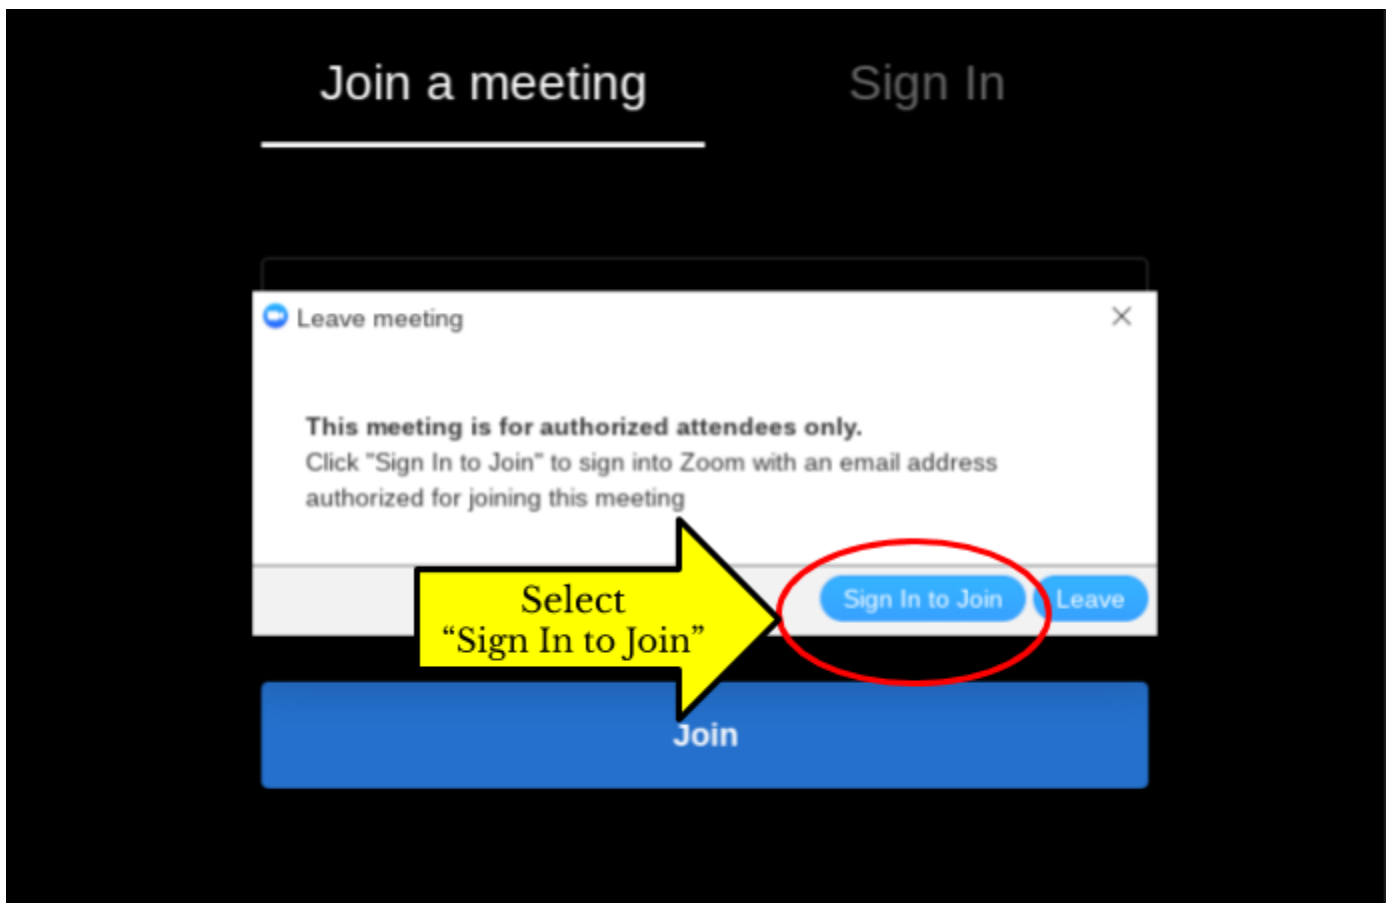 Join a meeting
Sign In
Leave meeting
This meeting is for authorized attendees only.
Click "Sign In to Join" to sign into Zoom with an email address
authorized for joining this meeting
Select
“Sign In to Join”
Sign In to Join
Leave
Join